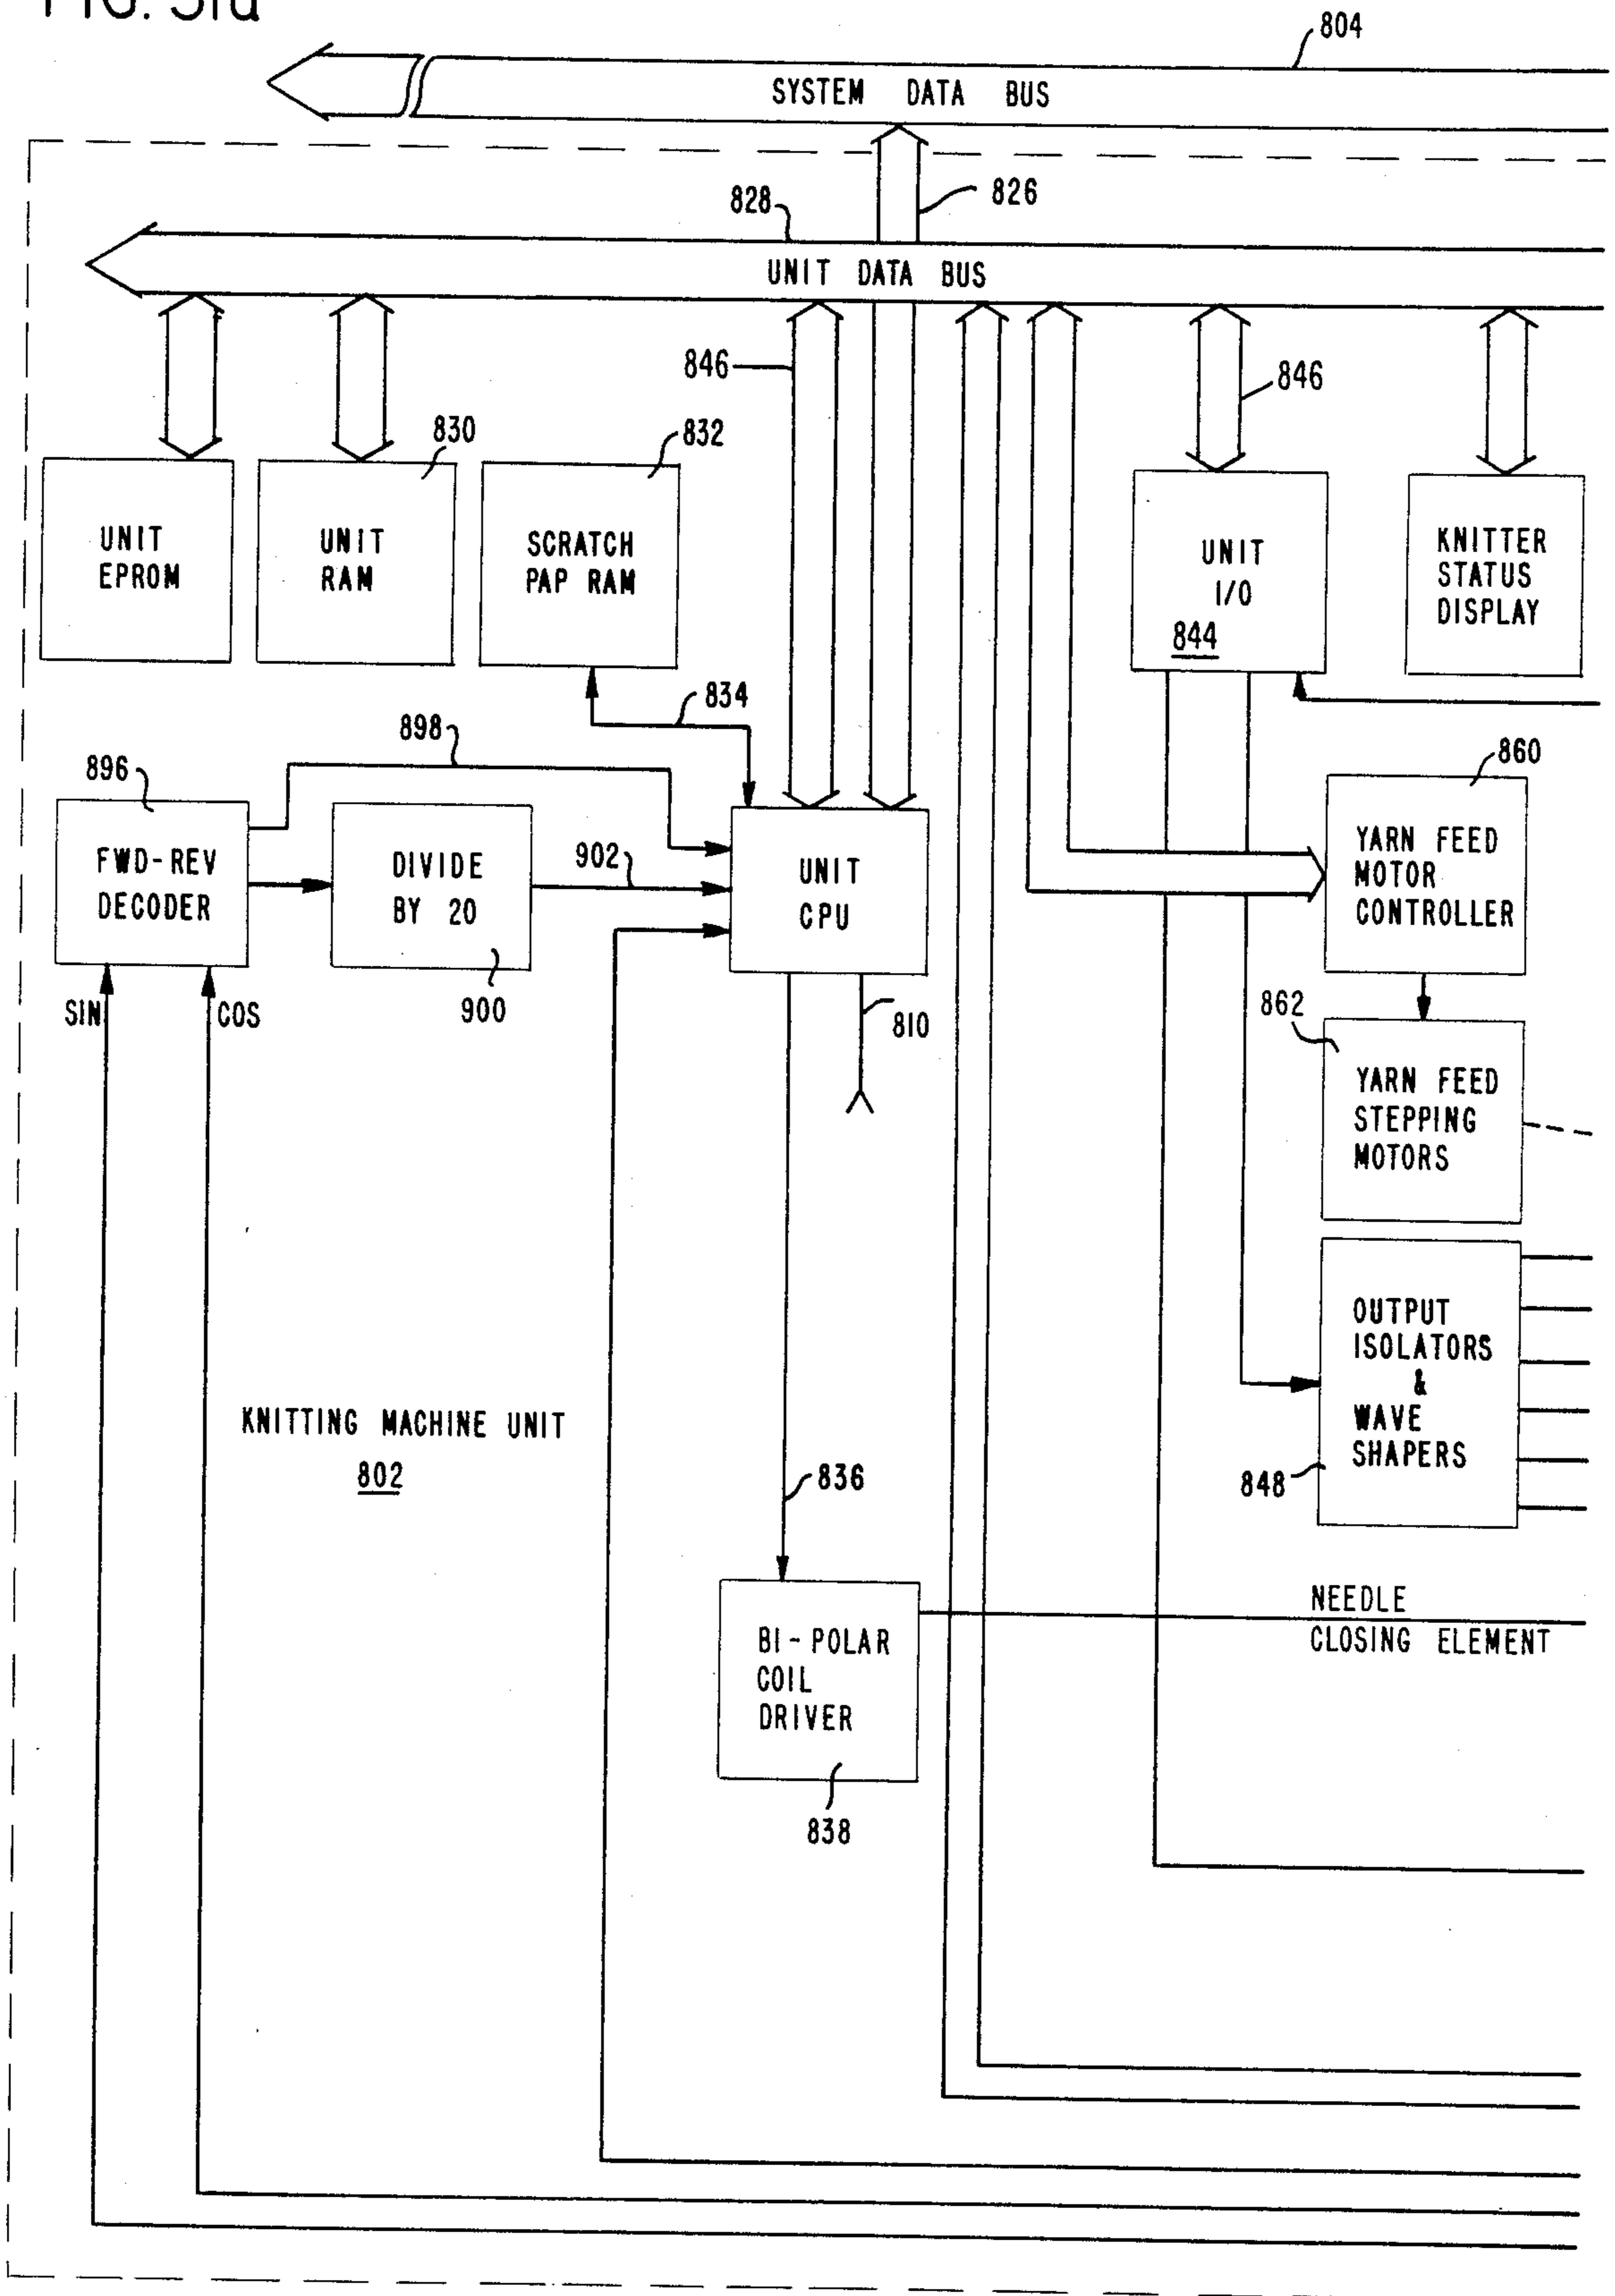 FIG. 51a
804
SYSTEM DATA BUS
826
828
UNIT DATA BUS
846
846
830
832
UNIT
EPROM
UNIT
RAM
SCRATCH
PAP RAM
UNIT
I/O
844
KNITTER
STATUS
DISPLAY
834
898
896
860
FWD-REV
DECODER
DIVIDE
BY 20
902
UNIT
CPU
YARN FEED
MOTOR
CONTROLLER
SIN
COS
900
810
862
YARN FEED
STEPPING
MOTORS
OUTPUT
ISOLATORS
&
WAVE
SHAPERS
848
KNITTING MACHINE UNIT
802
836
NEEDLE
CLOSING ELEMENT
BI-POLAR
COIL
DRIVER
838